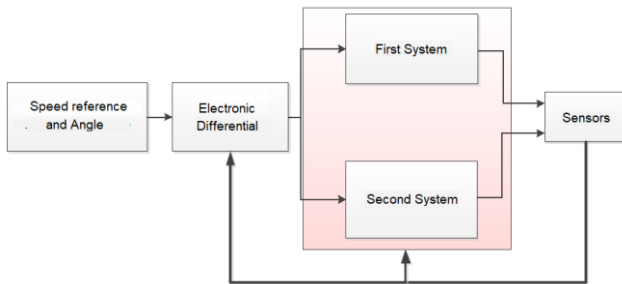 Speed reference
and Angle
Electronic
Differential
First System
Second System
Sensors